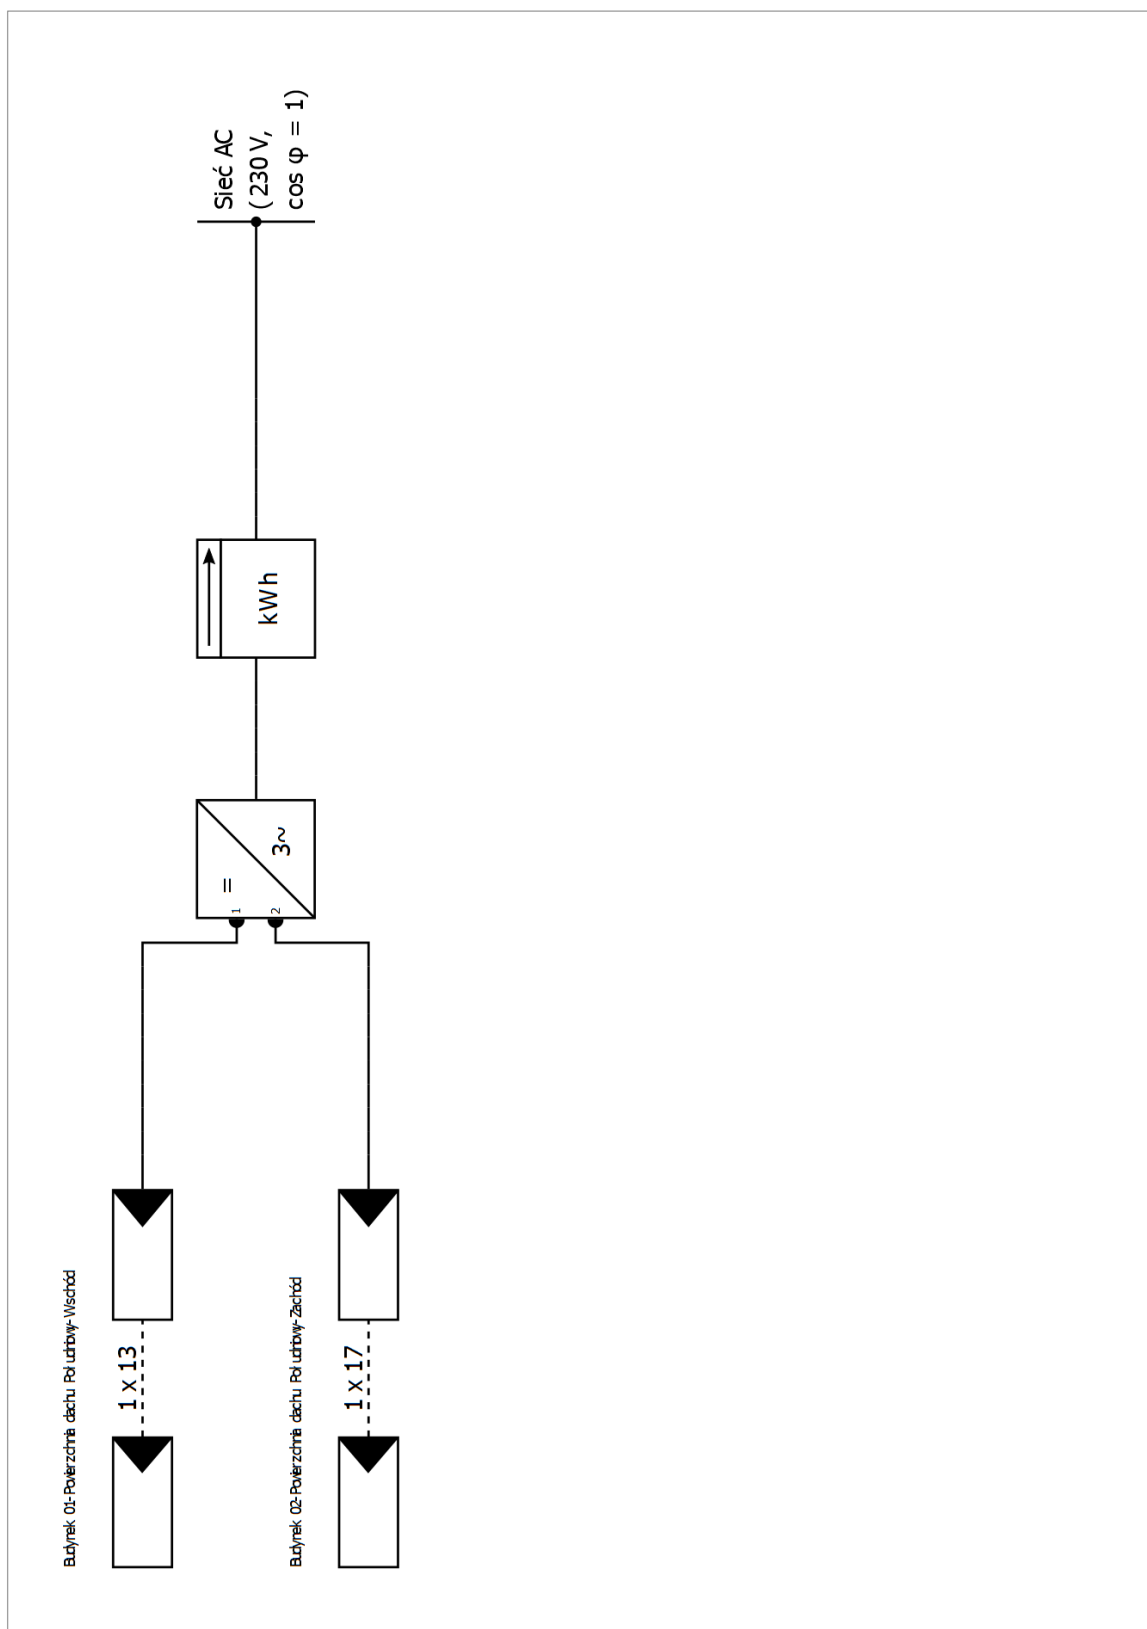 Sieć AC
(230 V,
cos φ = 1)
kWh
=
3~
1
2
Budynek 01-Powierzchnia dachu Południowy-Wschód
1 x 13
Budynek 02-Powierzchnia dachu Południowy-Zachód
1 x 17